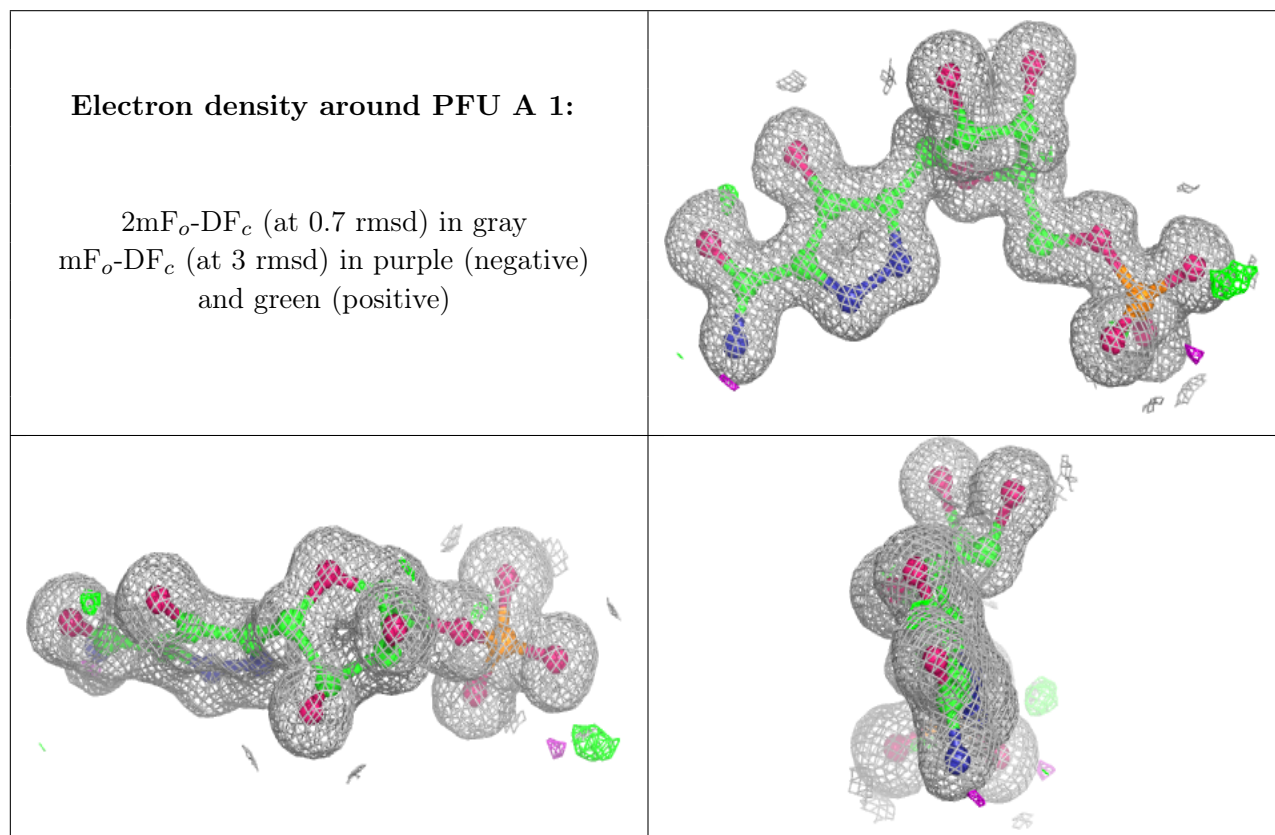 Electron density around PFU A 1:
2mFo-DFc (at 0.7 rmsd) in gray
mFo-DFc (at 3 rmsd) in purple (negative)
and green (positive)